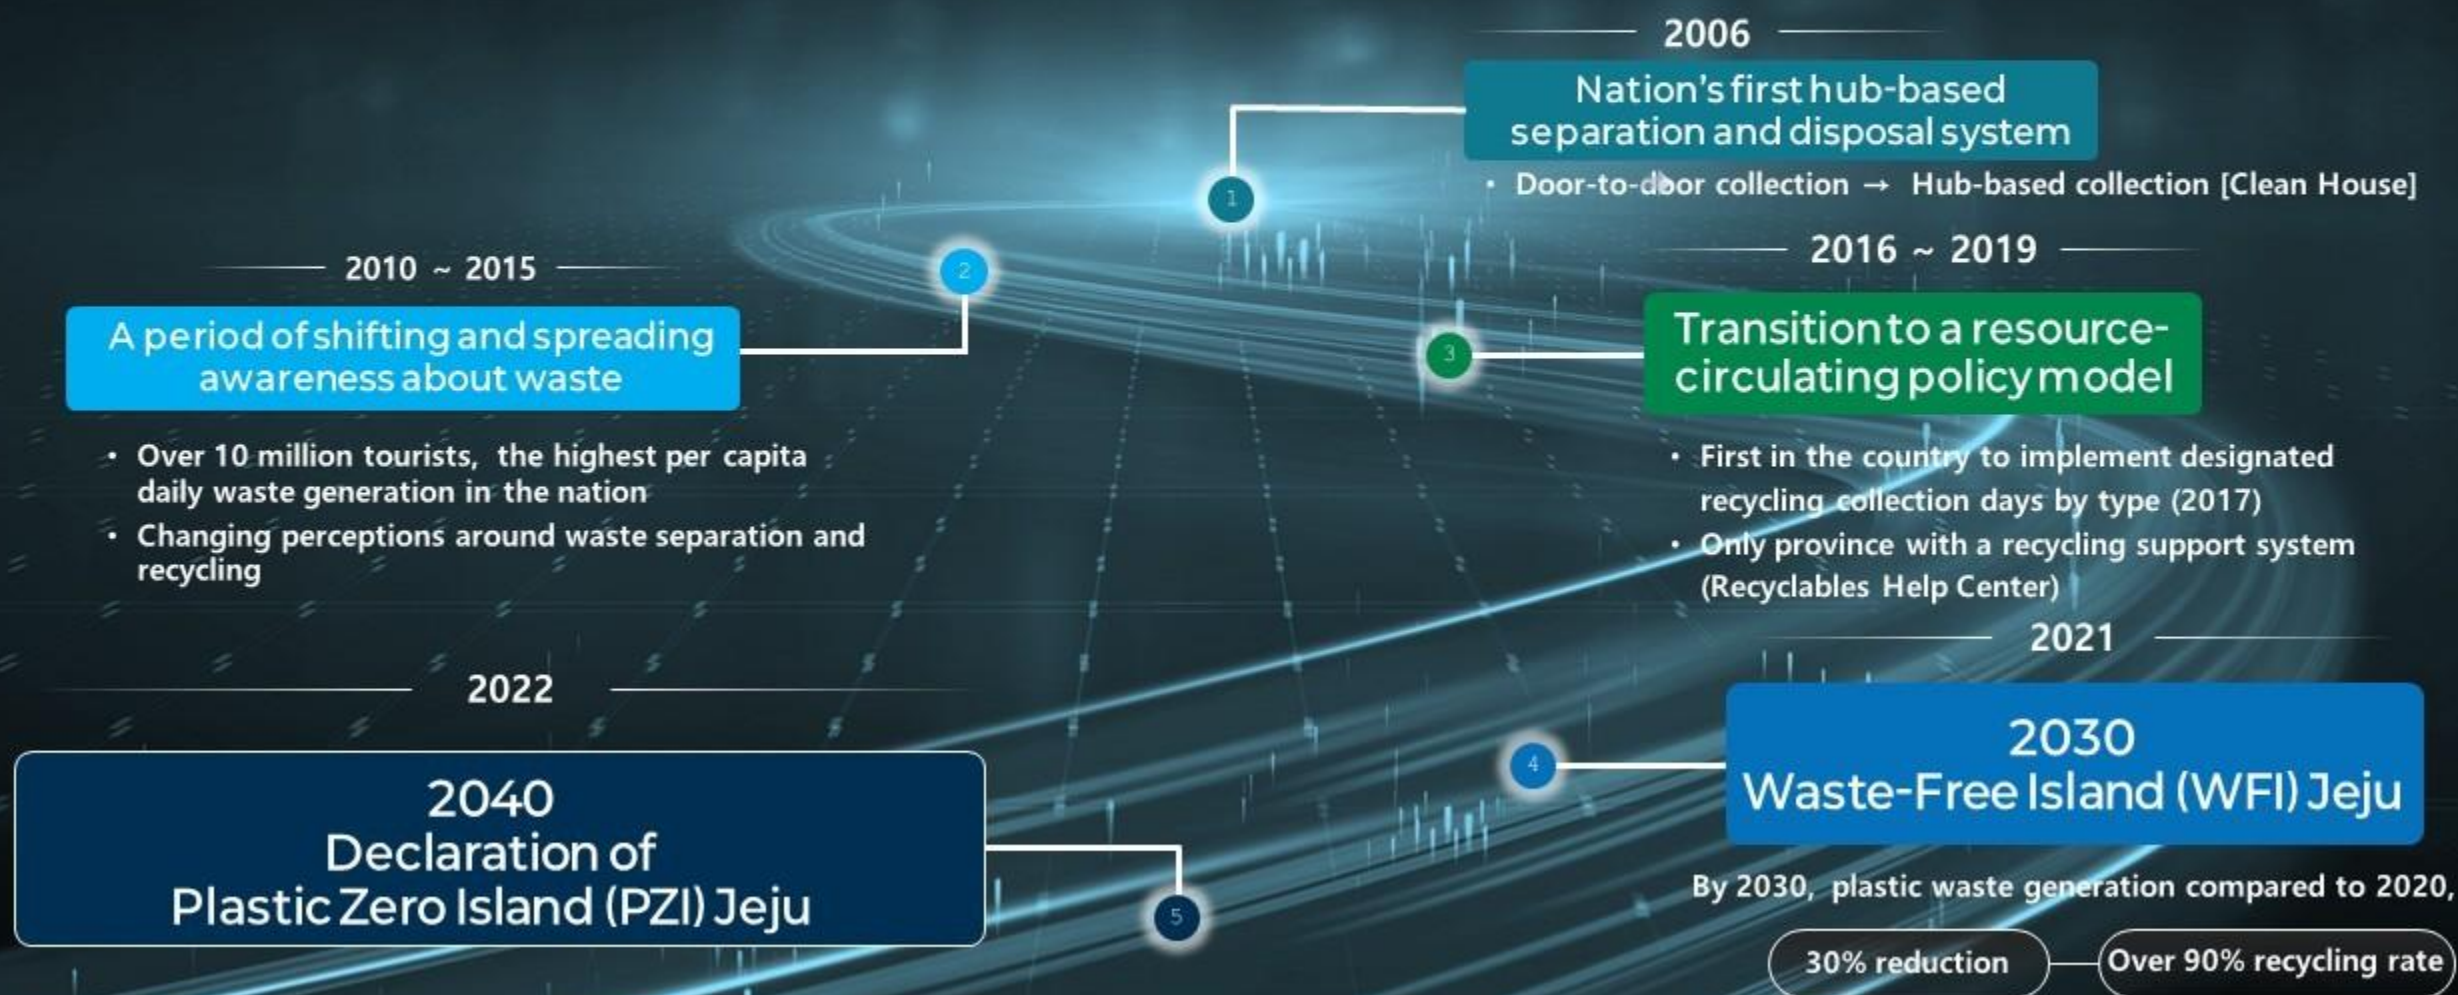 2006
Nation's first hub-based
separation and disposal system
• Door-to-door collection → Hub-based collection [Clean House]
1
2010 ~ 2015
A period of shifting and spreading
awareness about waste
2
• Over 10 million tourists, the highest per capita
daily waste generation in the nation
• Changing perceptions around waste separation and
recycling
2016 ~ 2019
Transition to a resource-
circulating policy model
3
• First in the country to implement designated
recycling collection days by type (2017)
• Only province with a recycling support system
(Recyclables Help Center)
2021
2030
Waste-Free Island (WFI) Jeju
4
By 2030, plastic waste generation compared to 2020,
30% reduction
Over 90% recycling rate
2022
2040
Declaration of
Plastic Zero Island (PZI) Jeju
5